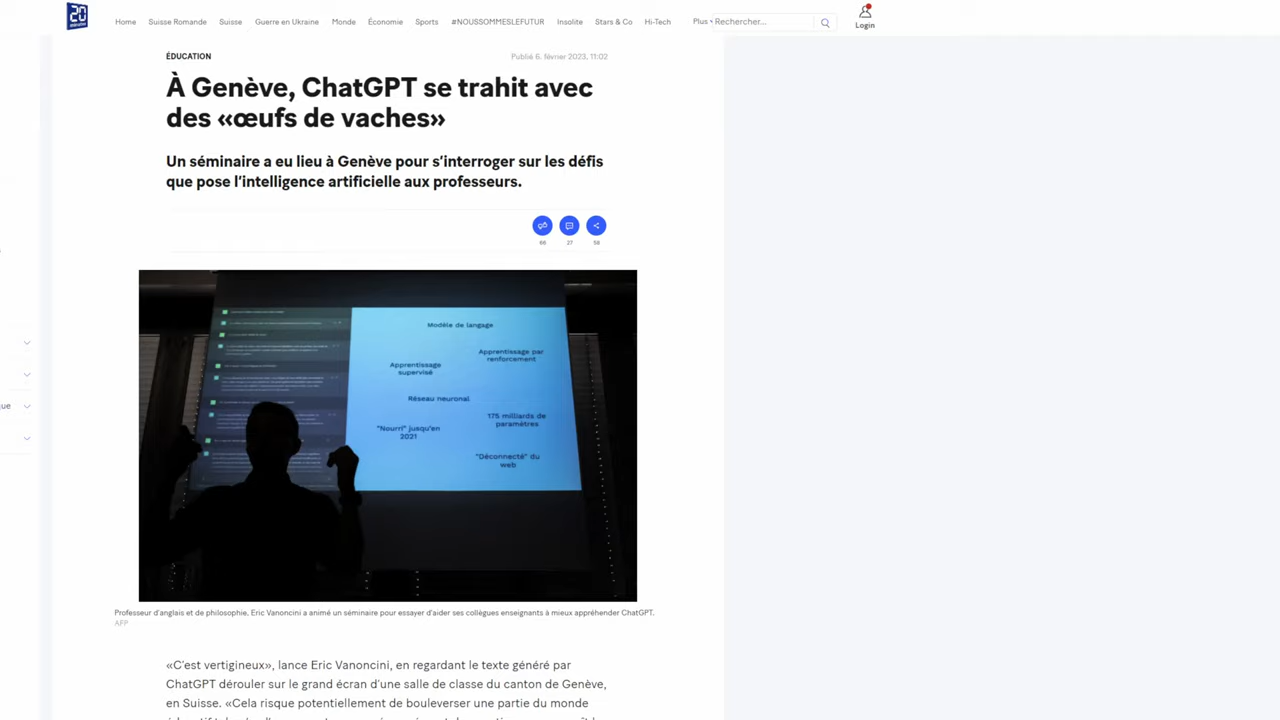 20
Home Suisse Romande Suisse Guerre en Ukraine Monde Économie Sports #NOUSSOMMESLEFUTUR Insolite Stars & Co Hi-Tech Plus Rechercher...
Login
ÉDUCATION
Publié 6. février 2023, 11:02
À Genève, ChatGPT se trahit avec
des «œufs de vaches»
Un séminaire a eu lieu à Genève pour s’interroger sur les défis
que pose l’intelligence artificielle aux professeurs.
66 27 58
Modèle de langage
Apprentissage par
renforcement
Apprentissage
supervisé
Réseau neuronal
175 milliards de
paramètres
"Nourri" jusqu'en
2021
"Déconnecté" du
web
ue
Professeur d'anglais et de philosophie, Eric Vanoncini a animé un séminaire pour essayer d'aider ses collègues enseignants à mieux appréhender ChatGPT.
AFP
«C’est vertigineux», lance Eric Vanoncini, en regardant le texte généré par
ChatGPT dérouler sur le grand écran d’une salle de classe du canton de Genève,
en Suisse. «Cela risque potentiellement de bouleverser une partie du monde